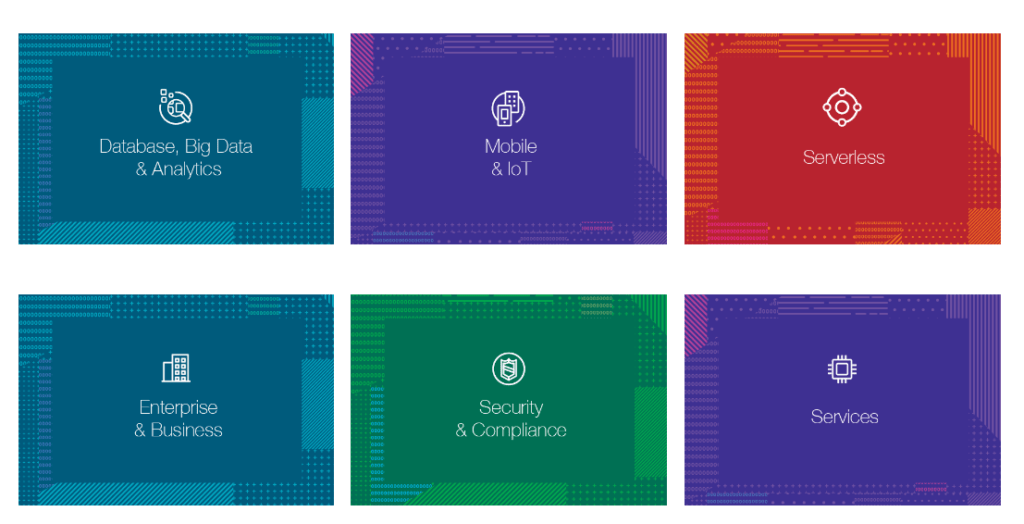 Database, Big Data
& Analytics
Mobile
& IoT
Serverless
Enterprise
& Business
Security
& Compliance
Services